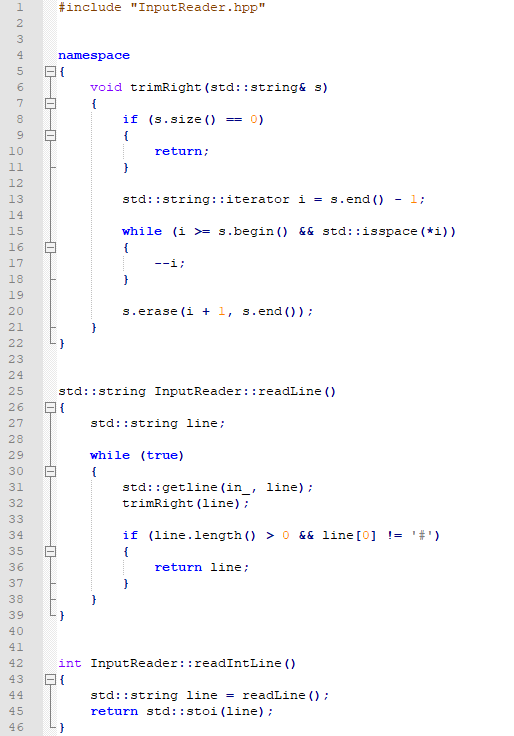 1 #include "InputReader.hpp"
2
3
4 namespace
5 {
6     void trimRight(std::string& s)
7     {
8         if (s.size() == 0)
9         {
10             return;
11         }
12
13         std::string::iterator i = s.end() - 1;
14
15         while (i >= s.begin() && std::isspace(*i))
16         {
17             --i;
18         }
19
20         s.erase(i + 1, s.end());
21     }
22 }
23
24
25 std::string InputReader::readLine()
26 {
27     std::string line;
28
29     while (true)
30     {
31         std::getline(in_, line);
32         trimRight(line);
33
34         if (line.length() > 0 && line[0] != '#')
35         {
36             return line;
37         }
38     }
39 }
40
41
42 int InputReader::readIntLine()
43 {
44     std::string line = readLine();
45     return std::stoi(line);
46 }